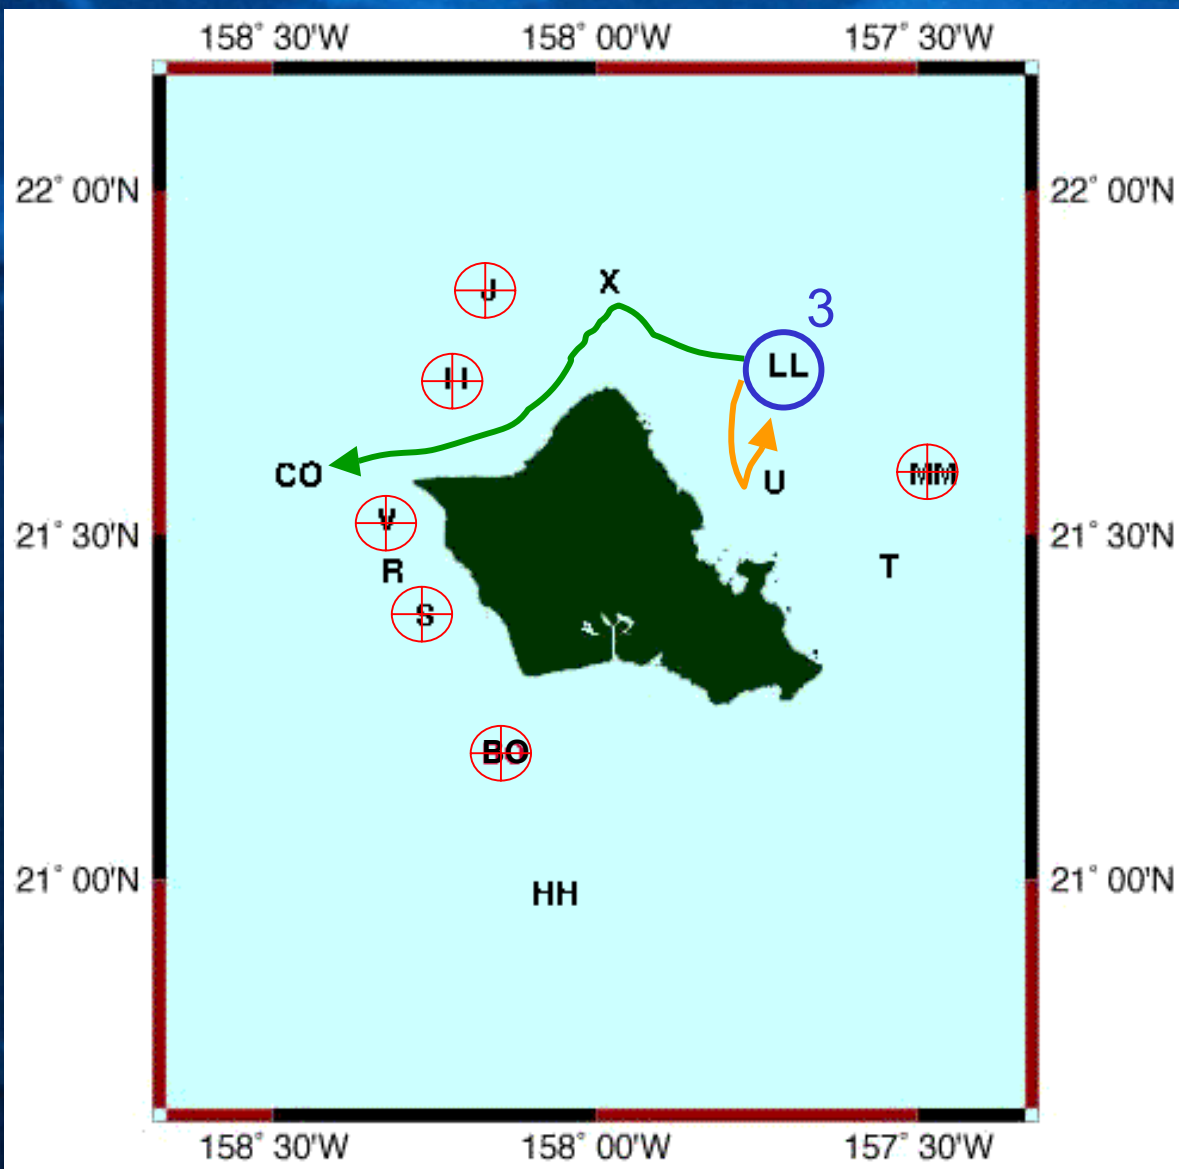 158° 30'W 158° 00'W 157° 30'W
22° 00'N 22° 00'N
J X
3
II LL
CO U MM
V
21° 30'N 21° 30'N
R T
S
BO
21° 00'N 21° 00'N
HH
158° 30'W 158° 00'W 157° 30'W